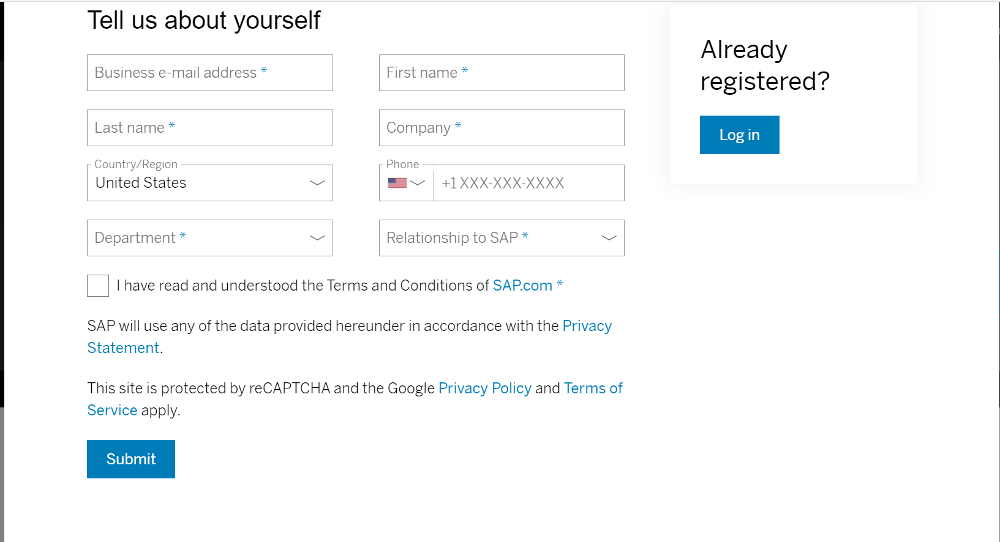 Tell us about yourself
Business e-mail address *
First name *
Last name *
Company *
Country/Region
United States
Phone
+1 XXX-XXX-XXXX
Department *
Relationship to SAP *
I have read and understood the Terms and Conditions of SAP.com *
SAP will use any of the data provided hereunder in accordance with the Privacy
Statement.
This site is protected by reCAPTCHA and the Google Privacy Policy and Terms of
Service apply.
Submit
Already
registered?
Log in